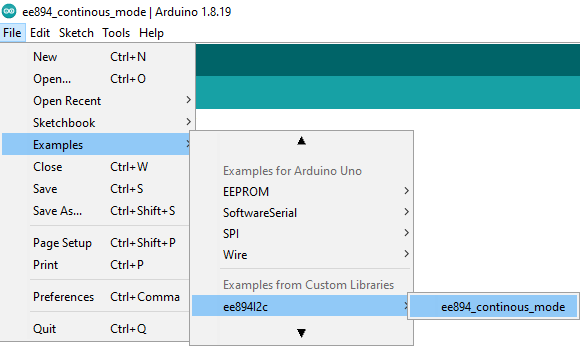 ee894_continous_mode | Arduino 1.8.19
File Edit Sketch Tools Help
New Ctrl+N
Open... Ctrl+O
Open Recent
Sketchbook
Examples
Close Ctrl+W
Save Ctrl+S
Save As... Ctrl+Shift+S
Page Setup Ctrl+Shift+P
Print Ctrl+P
Preferences Ctrl+Comma
Quit Ctrl+Q
Examples for Arduino Uno
EEPROM
SoftwareSerial
SPI
Wire
Examples from Custom Libraries
ee894I2c
ee894_continous_mode